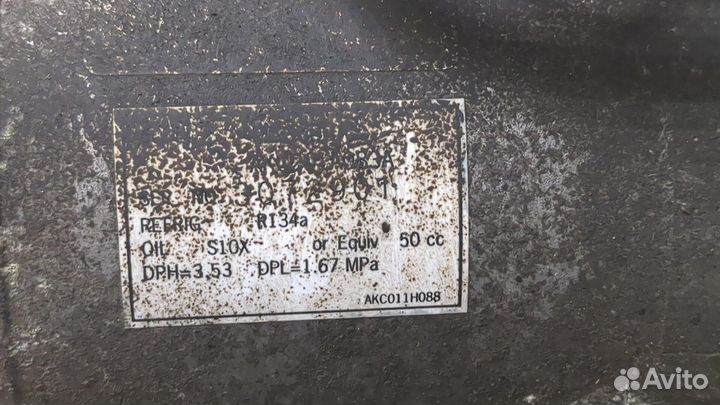 SER. NO.
REFRIG R134a
OIL S10X or Equiv 50 cc
DPH=3.53 DPL=1.67 MPa
AKC011H088
Avito